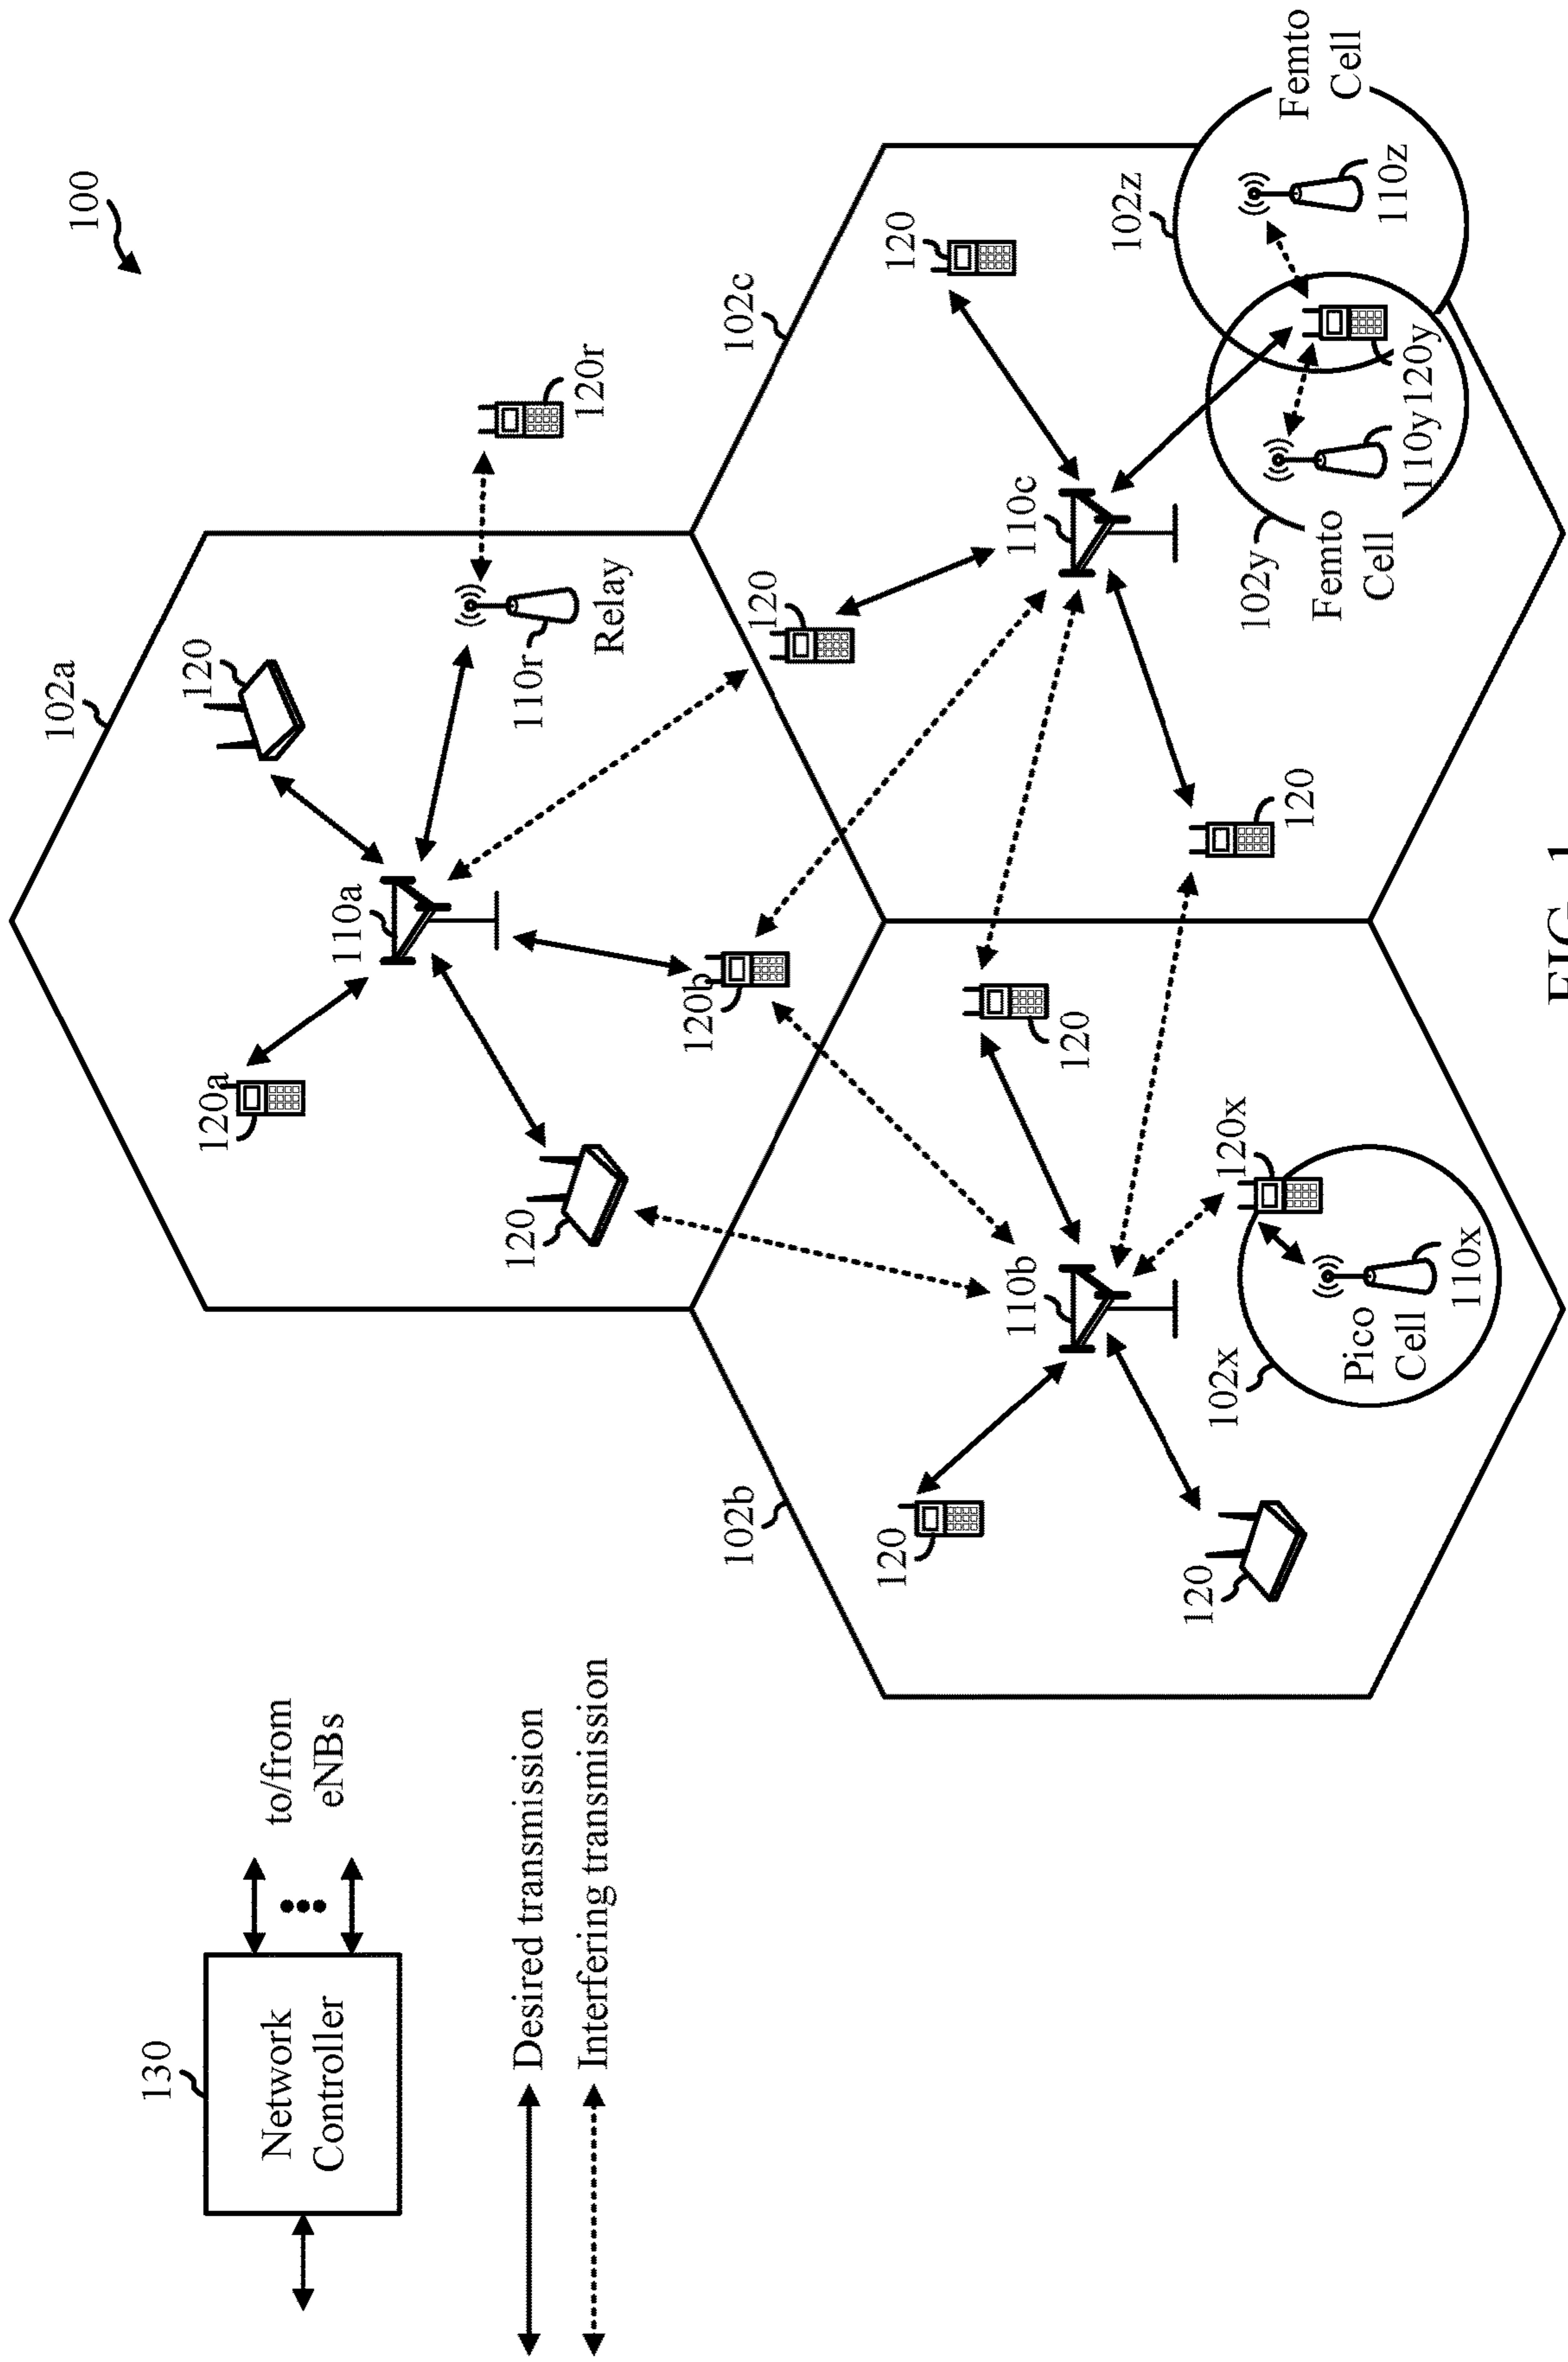 100
130
Network
Controller
to/from
eNBs
Desired transmission
Interfering transmission
102a
120a
120
110a
120
110r
Relay
120r
120b
120
102b
120
110b
120
120
102x
Pico
Cell
110x
120x
102c
120
110c
120
102y
Femto
Cell
110y
120y
102z
110z
Femto
Cell
FIG. 1